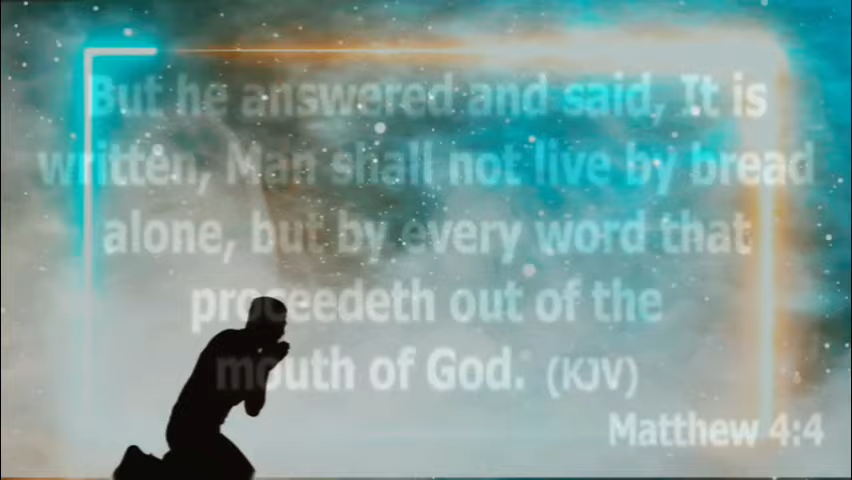 But he answered and said, It is
written, Man shall not live by bread
alone, but by every word that
proceedeth out of the
mouth of God. (KJV)
Matthew 4:4